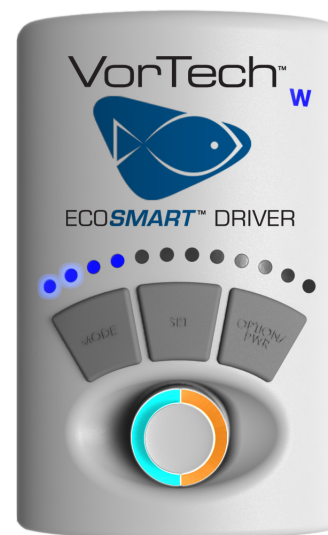 VorTech™
W
ECOSMART™ DRIVER
MODE
SET
OPTION/
PWR